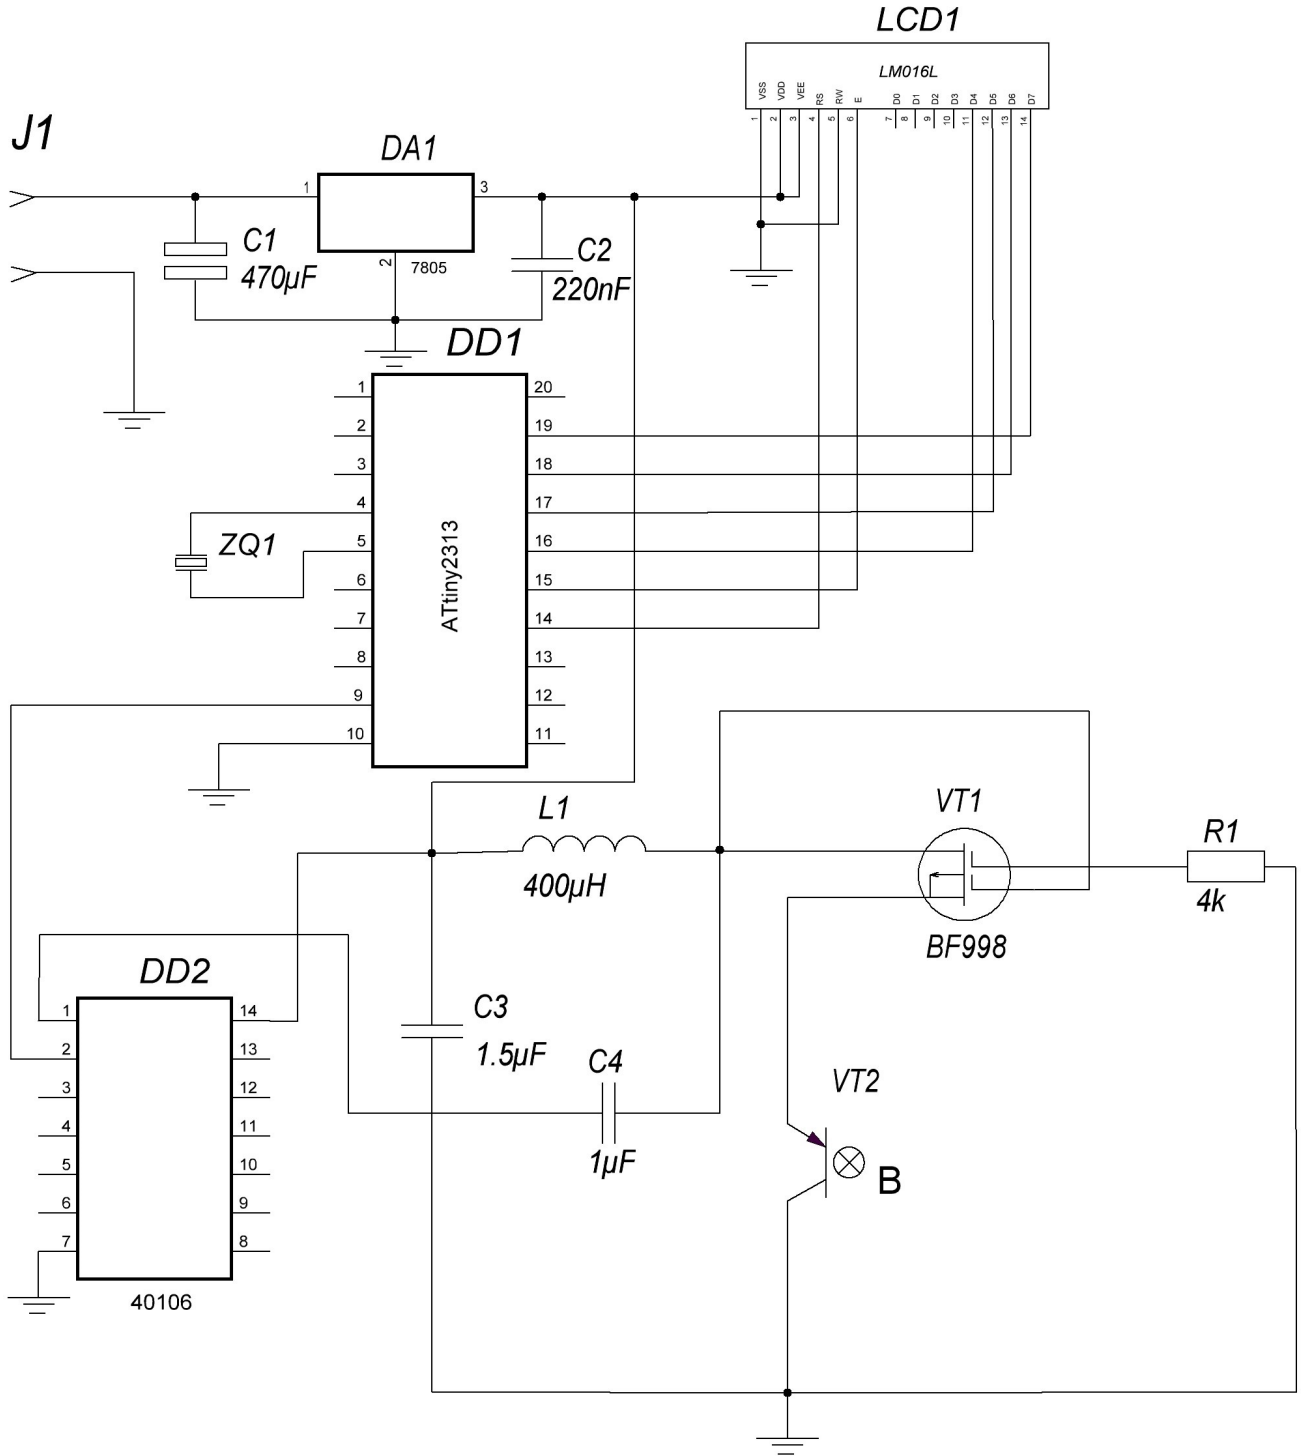 LCD1
LM016L
VSS VDD VEE RS RW E D0 D1 D2 D3 D4 D5 D6 D7
1 2 3 4 5 6 7 8 9 10 11 12 13 14
J1
DA1
1
3
2
7805
C1
470µF
C2
220nF
DD1
1
2
3
4
5
6
7
8
9
10
20
19
18
17
16
15
14
13
12
11
ATtiny2313
ZQ1
L1
400µH
VT1
BF998
R1
4k
DD2
1
2
3
4
5
6
7
14
13
12
11
10
9
8
40106
C3
1.5µF
C4
1µF
VT2
B